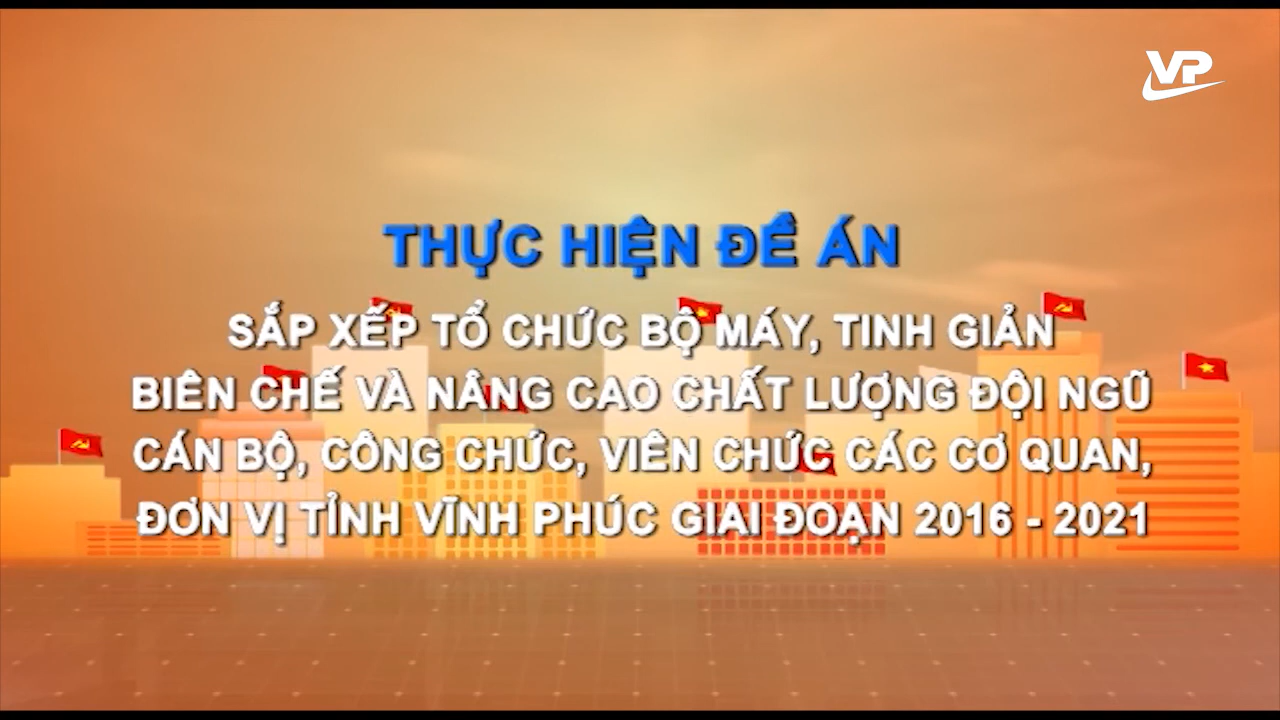 VP
THỰC HIỆN ĐỀ ÁN
SẮP XẾP TỔ CHỨC BỘ MÁY, TINH GIẢN
BIÊN CHẾ VÀ NÂNG CAO CHẤT LƯỢNG ĐỘI NGŨ
CÁN BỘ, CÔNG CHỨC, VIÊN CHỨC CÁC CƠ QUAN,
ĐƠN VỊ TỈNH VĨNH PHÚC GIAI ĐOẠN 2016 - 2021